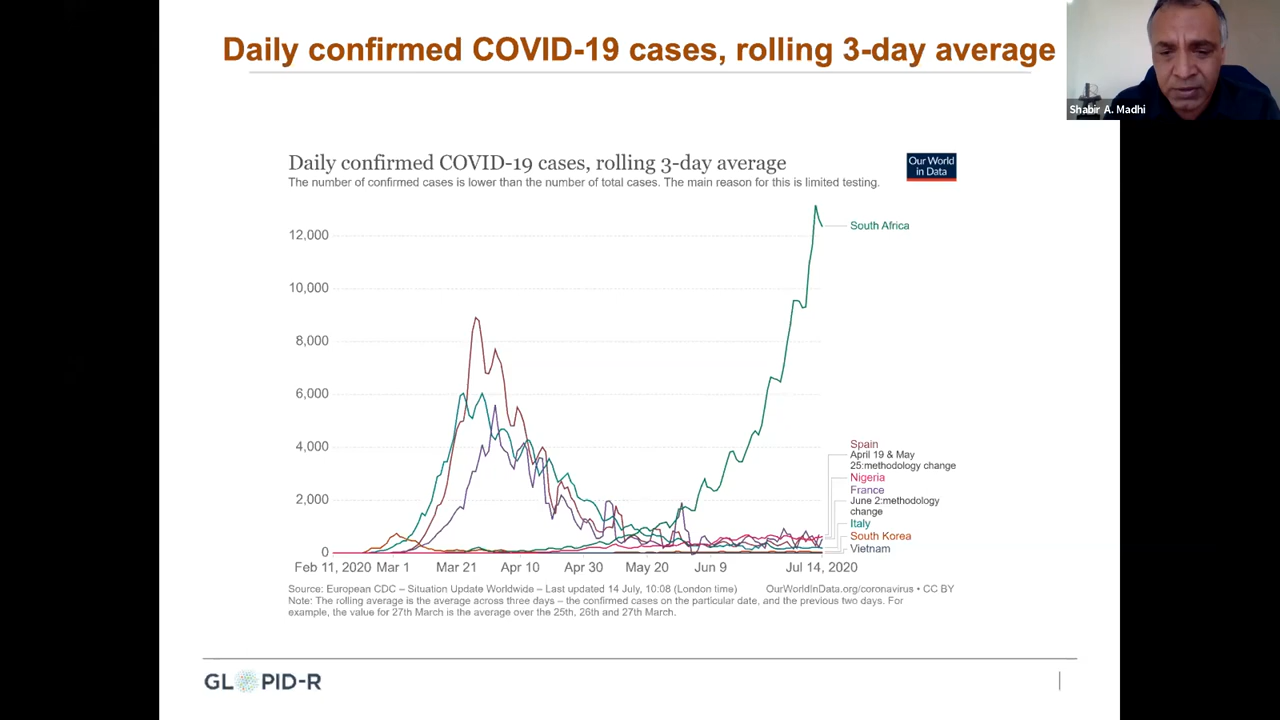 Daily confirmed COVID-19 cases, rolling 3-day average
Shabir A. Madhi
Daily confirmed COVID-19 cases, rolling 3-day average
The number of confirmed cases is lower than the number of total cases. The main reason for this is limited testing.
Our World
in Data
12,000
10,000
8,000
6,000
4,000
2,000
0
South Africa
Spain
April 19 & May
25:methodology change
Nigeria
France
June 2:methodology
change
Italy
South Korea
Vietnam
Feb 11, 2020 Mar 1 Mar 21 Apr 10 Apr 30 May 20 Jun 9 Jul 14, 2020
Source: European CDC – Situation Update Worldwide – Last updated 14 July, 10:08 (London time) OurWorldInData.org/coronavirus • CC BY
Note: The rolling average is the average across three days – the confirmed cases on the particular date, and the previous two days. For
example, the value for 27th March is the average over the 25th, 26th and 27th March.
GLOPID-R